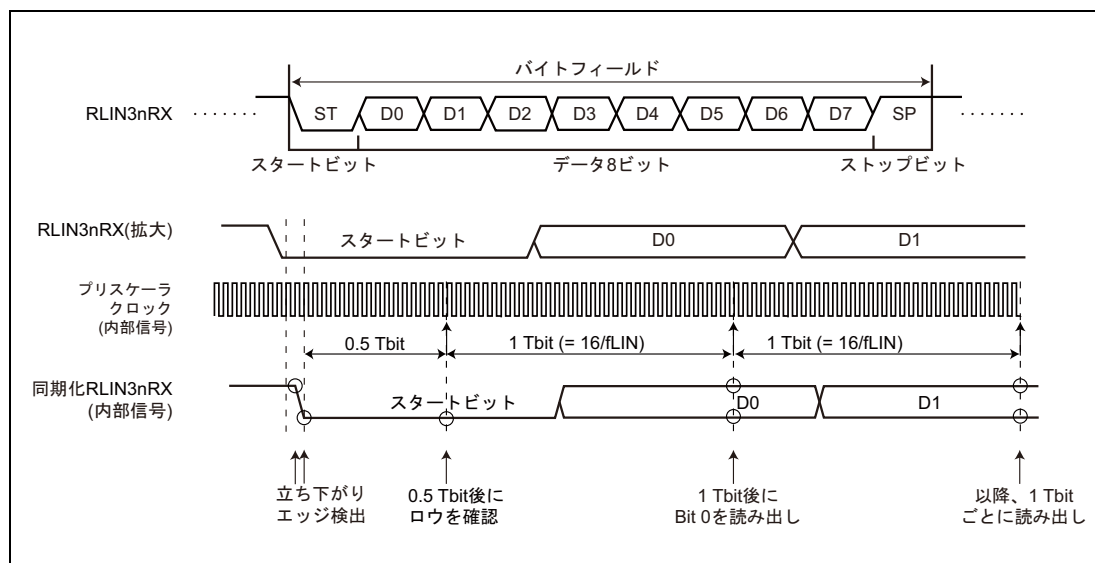 バイトフィールド
RLIN3nRX
ST D0 D1 D2 D3 D4 D5 D6 D7 SP
スタートビット データ8ビット ストップビット
RLIN3nRX(拡大)
スタートビット D0 D1
プリスケーラ
クロック
(内部信号)
0.5 Tbit 1 Tbit (= 16/fLIN) 1 Tbit (= 16/fLIN)
同期化RLIN3nRX
(内部信号)
スタートビット D0 D1
立ち下がり
エッジ検出
0.5 Tbit後に
ロウを確認
1 Tbit後に
Bit 0を読み出し
以降、1 Tbit
ごとに読み出し